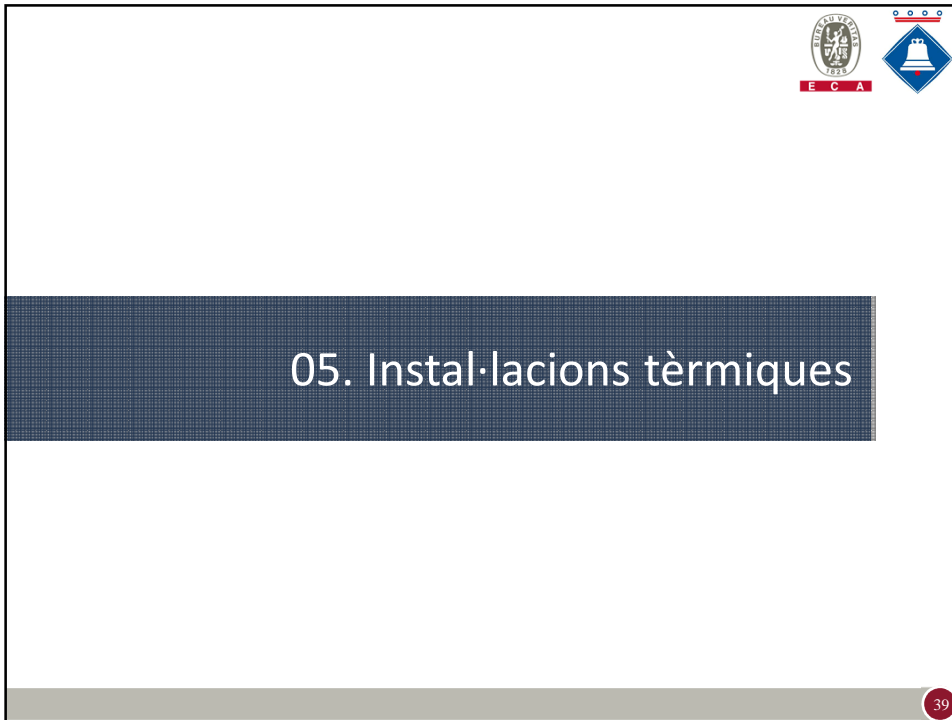 BUREAU VERITAS
1828
E C A
05. Instal·lacions tèrmiques
39